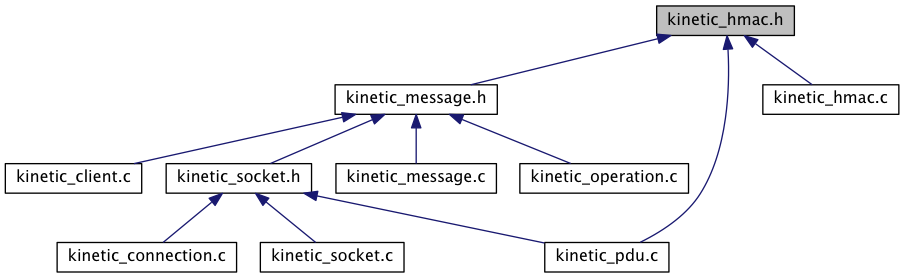 kinetic_hmac.h
kinetic_message.h
kinetic_hmac.c
kinetic_client.c
kinetic_socket.h
kinetic_message.c
kinetic_operation.c
kinetic_connection.c
kinetic_socket.c
kinetic_pdu.c